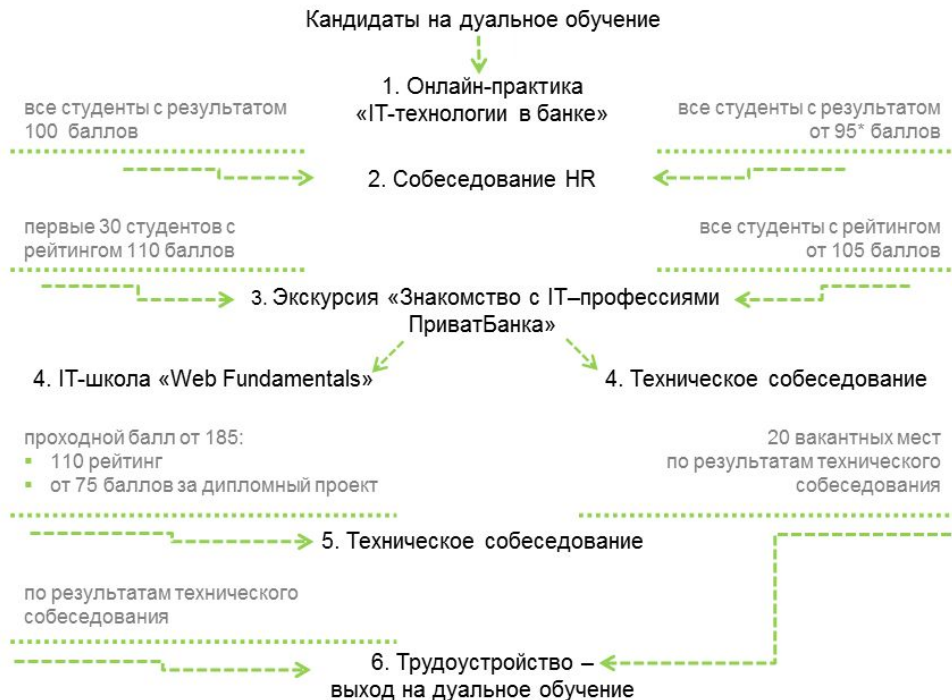 Кандидаты на дуальное обучение
1. Онлайн-практика
«IT-технологии в банке»
все студенты с результатом
100 баллов
все студенты с результатом
от 95* баллов
2. Собеседование HR
первые 30 студентов с
рейтингом 110 баллов
все студенты с рейтингом
от 105 баллов
3. Экскурсия «Знакомство с IT–профессиями
ПриватБанка»
4. IT-школа «Web Fundamentals»
4. Техническое собеседование
проходной балл от 185:
▪ 110 рейтинг
▪ от 75 баллов за дипломный проект
20 вакантных мест
по результатам технического
собеседования
5. Техническое собеседование
по результатам технического
собеседования
6. Трудоустройство –
выход на дуальное обучение